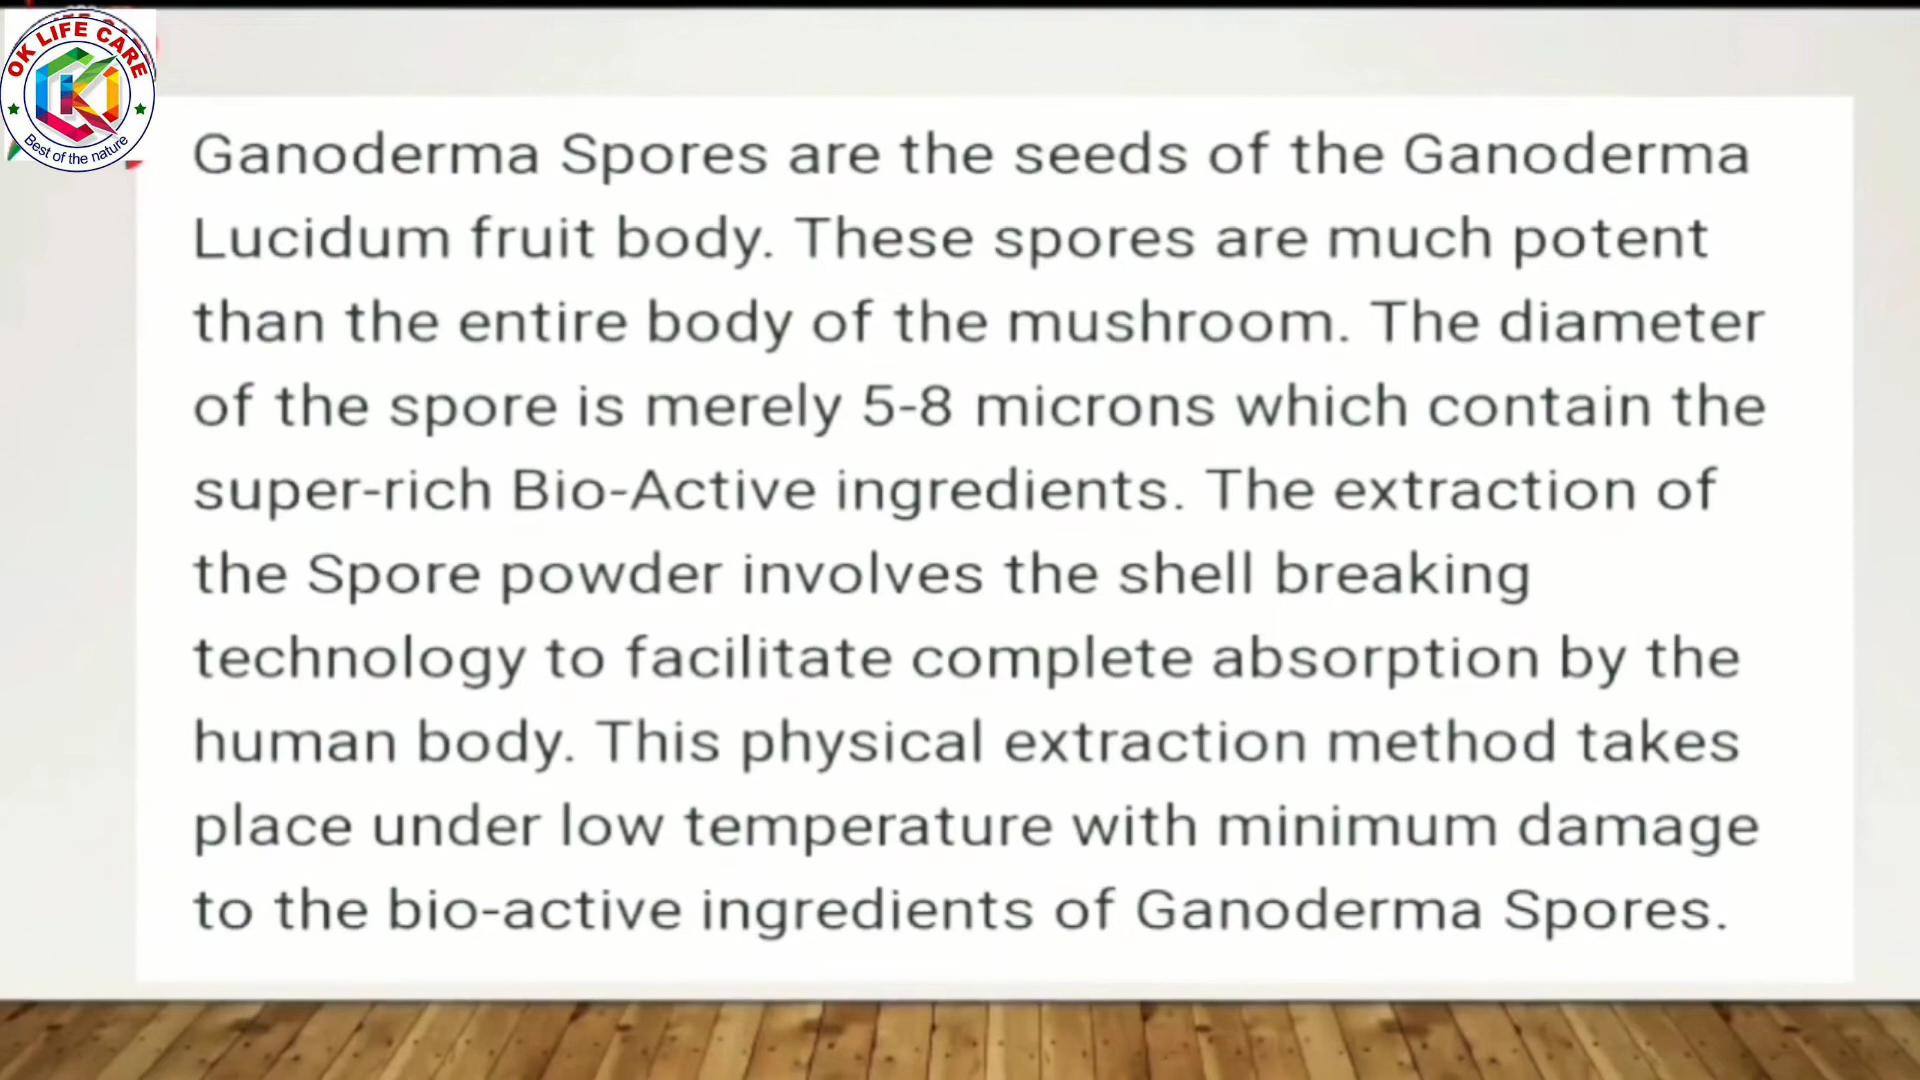 OK LIFE CARE
Best of the nature
Ganoderma Spores are the seeds of the Ganoderma
Lucidum fruit body. These spores are much potent
than the entire body of the mushroom. The diameter
of the spore is merely 5-8 microns which contain the
super-rich Bio-Active ingredients. The extraction of
the Spore powder involves the shell breaking
technology to facilitate complete absorption by the
human body. This physical extraction method takes
place under low temperature with minimum damage
to the bio-active ingredients of Ganoderma Spores.